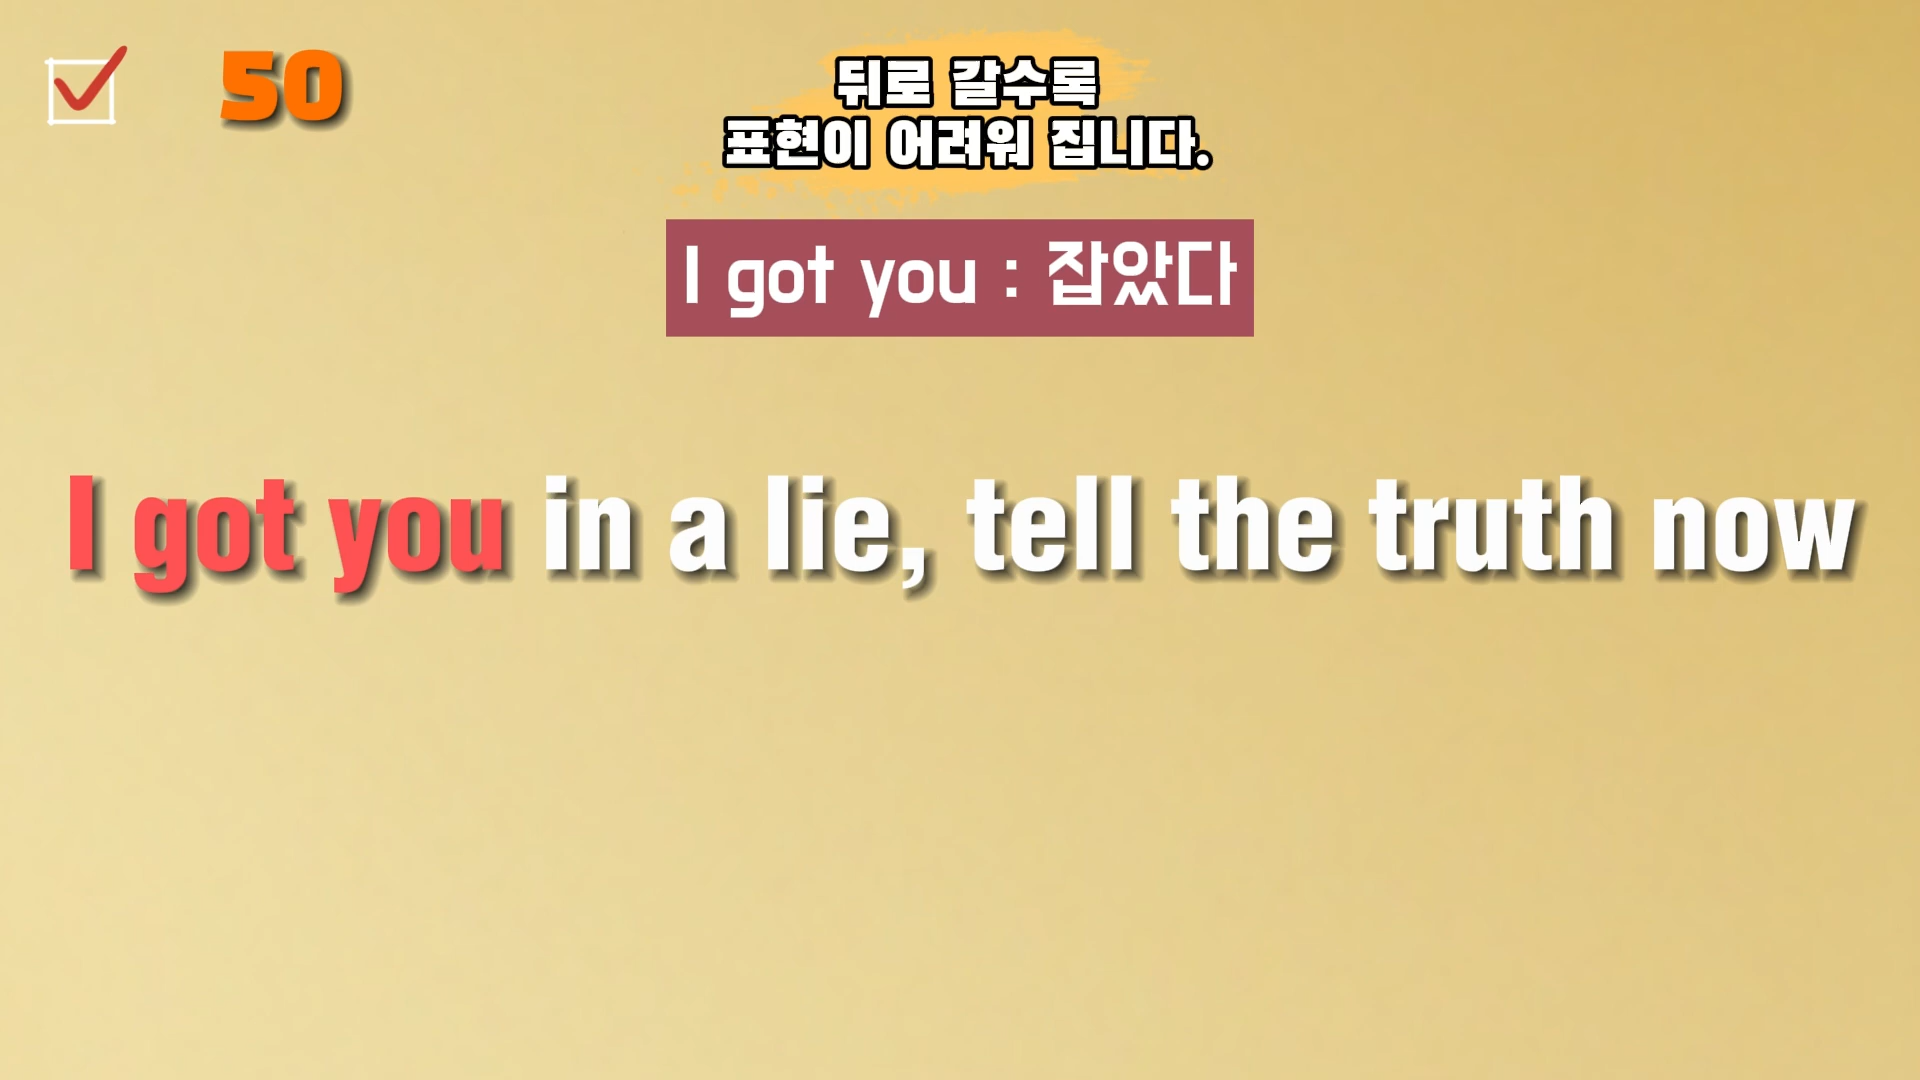 50
뒤로 갈수록
표현이 어려워 집니다.
I got you : 잡았다
I got you in a lie, tell the truth now